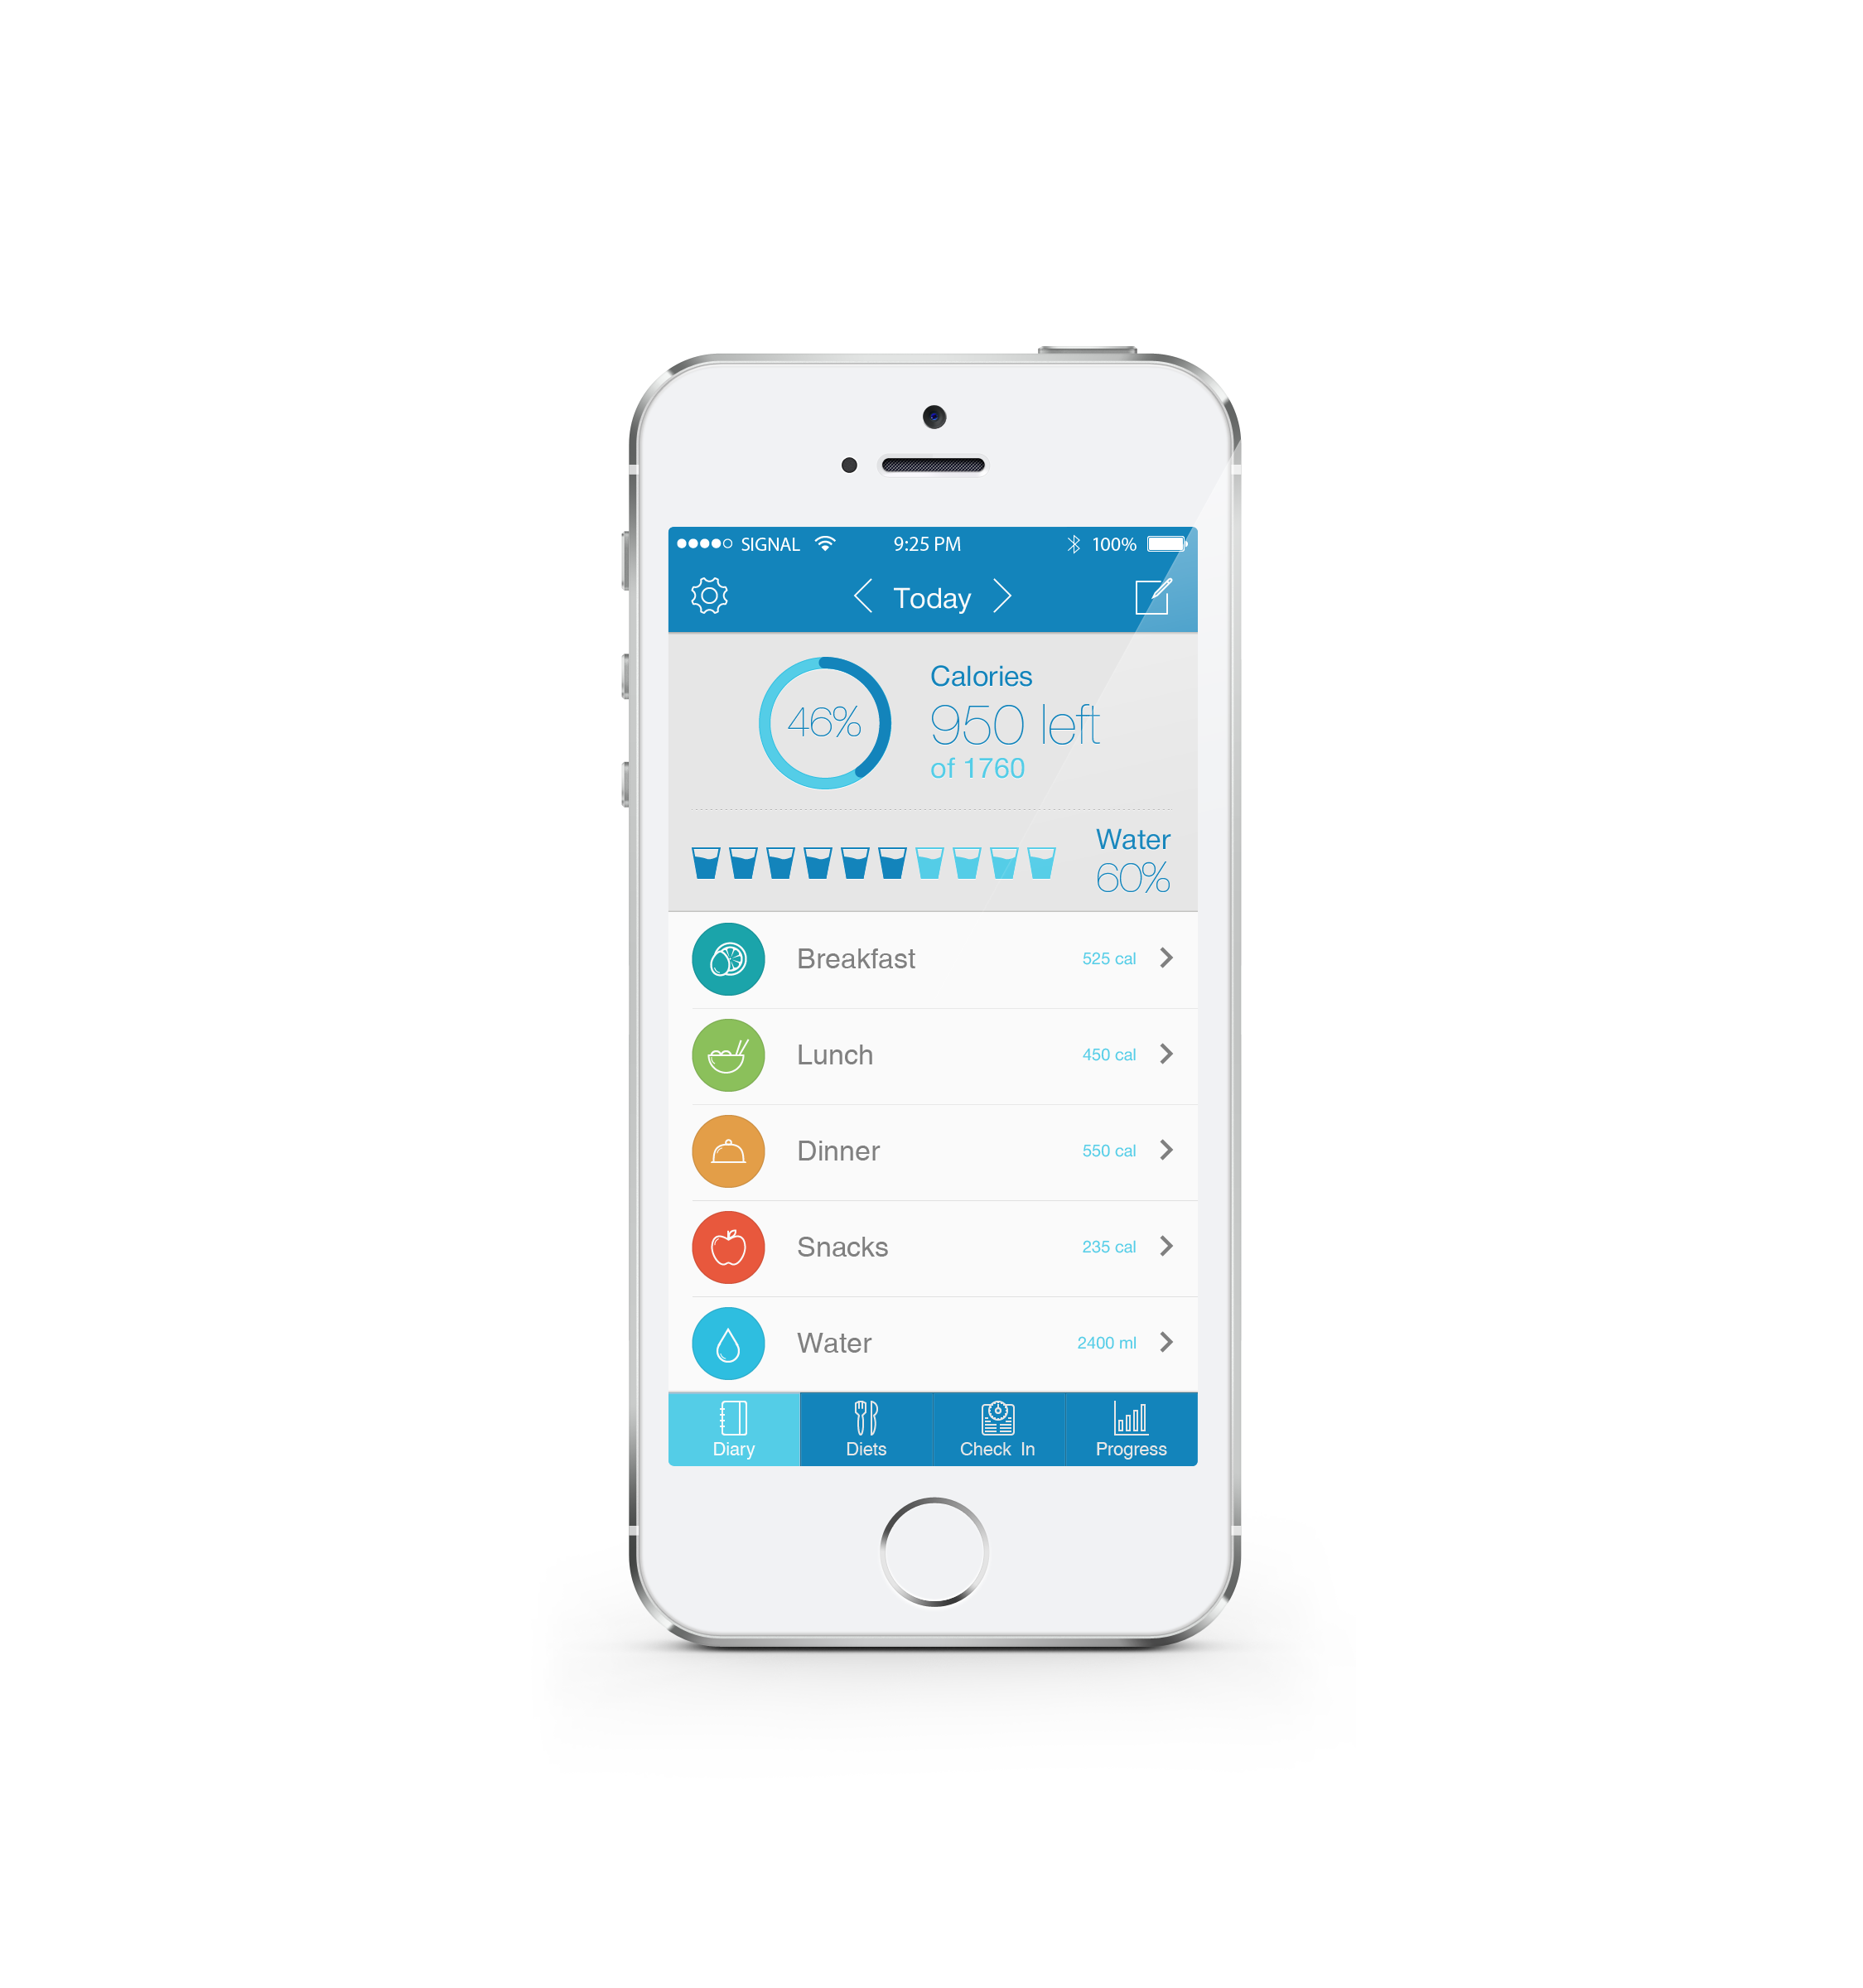 SIGNAL 9:25 PM 100%
Today
46%
Calories
950 left
of 1760
Water
60%
Breakfast 525 cal
Lunch 450 cal
Dinner 550 cal
Snacks 235 cal
Water 2400 ml
Diary Diets Check In Progress